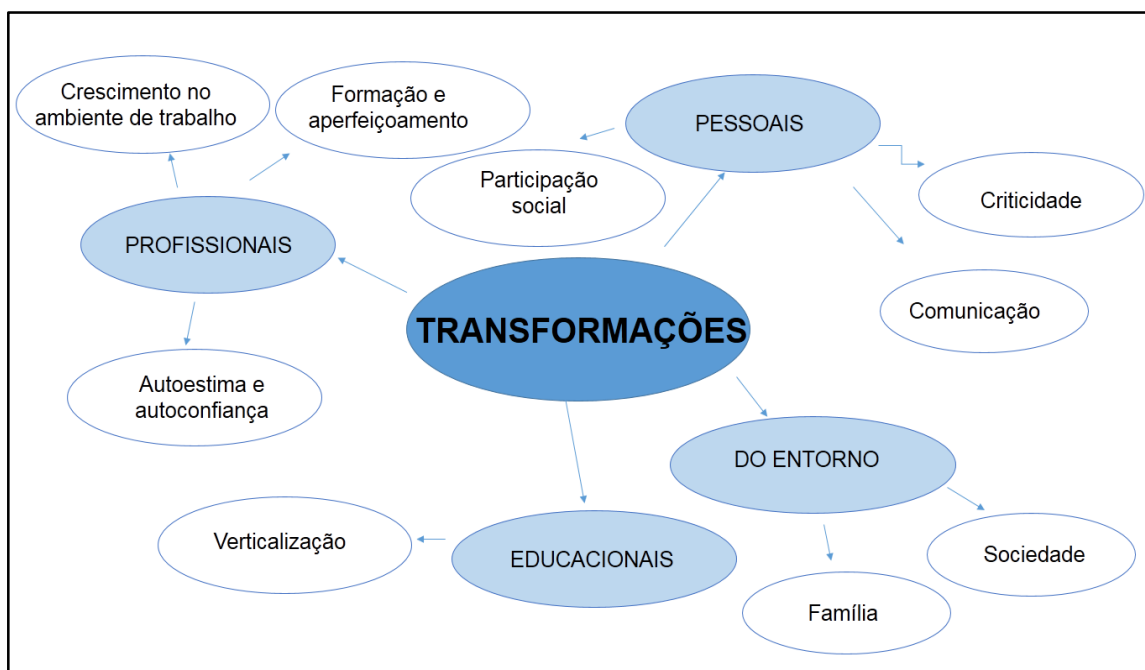 Crescimento no
ambiente de trabalho
Formação e
aperfeiçoamento
PESSOAIS
Participação
social
Criticidade
PROFISSIONAIS
Comunicação
TRANSFORMAÇÕES
Autoestima e
autoconfiança
DO ENTORNO
Verticalização
EDUCACIONAIS
Sociedade
Família